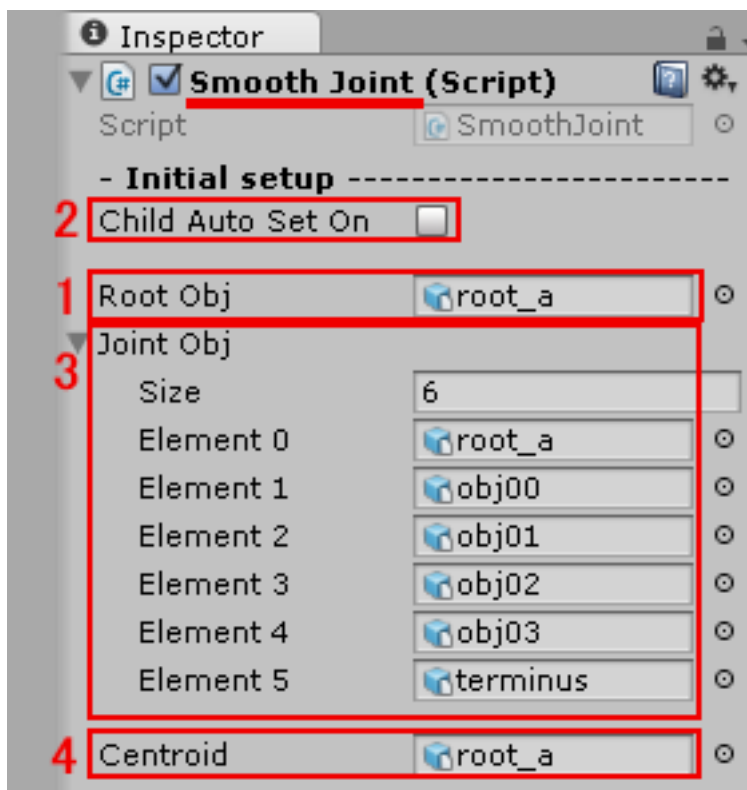 Inspector
C# Smooth Joint (Script)
Script SmoothJoint
- Initial setup -----------------------
2 Child Auto Set On
1 Root Obj root_a
Joint Obj
3
Size 6
Element 0 root_a
Element 1 obj00
Element 2 obj01
Element 3 obj02
Element 4 obj03
Element 5 terminus
4 Centroid root_a